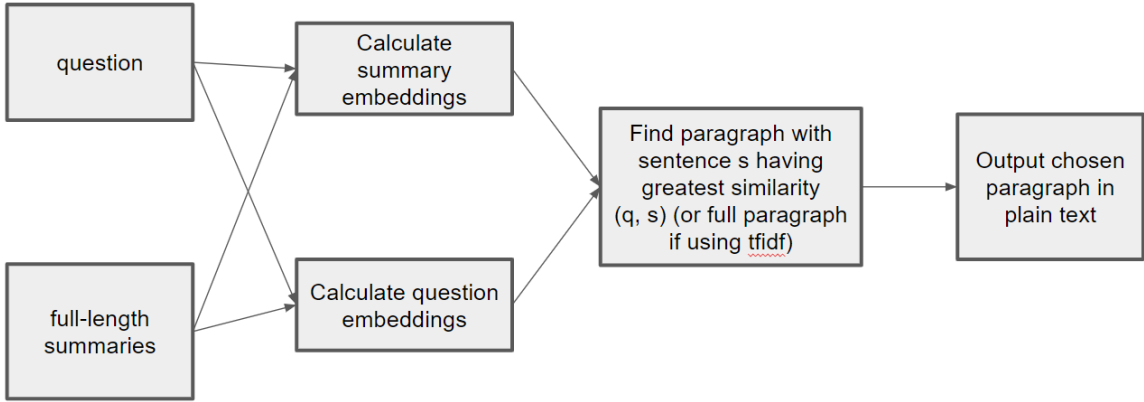 question
Calculate
summary
embeddings
full-length
summaries
Calculate question
embeddings
Find paragraph with
sentence s having
greatest similarity
(q, s) (or full paragraph
if using tfidf)
Output chosen
paragraph in
plain text